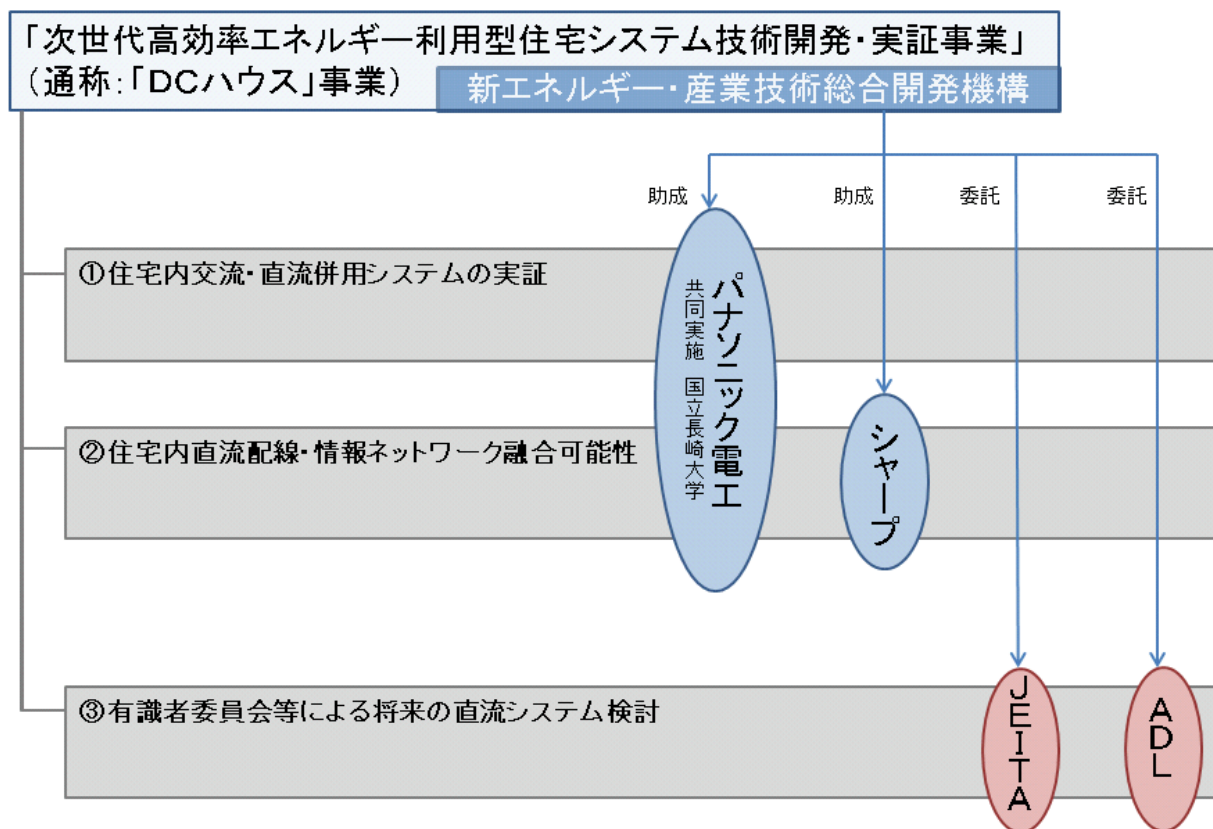 「次世代高効率エネルギー利用型住宅システム技術開発・実証事業」
(通称:「DCハウス」事業)
新エネルギー・産業技術総合開発機構
助成
助成
委託
委託
①住宅内交流・直流併用システムの実証
パナソニック電工
共同実施 国立長崎大学
②住宅内直流配線・情報ネットワーク融合可能性
シャープ
③有識者委員会等による将来の直流システム検討
JEITA
ADL